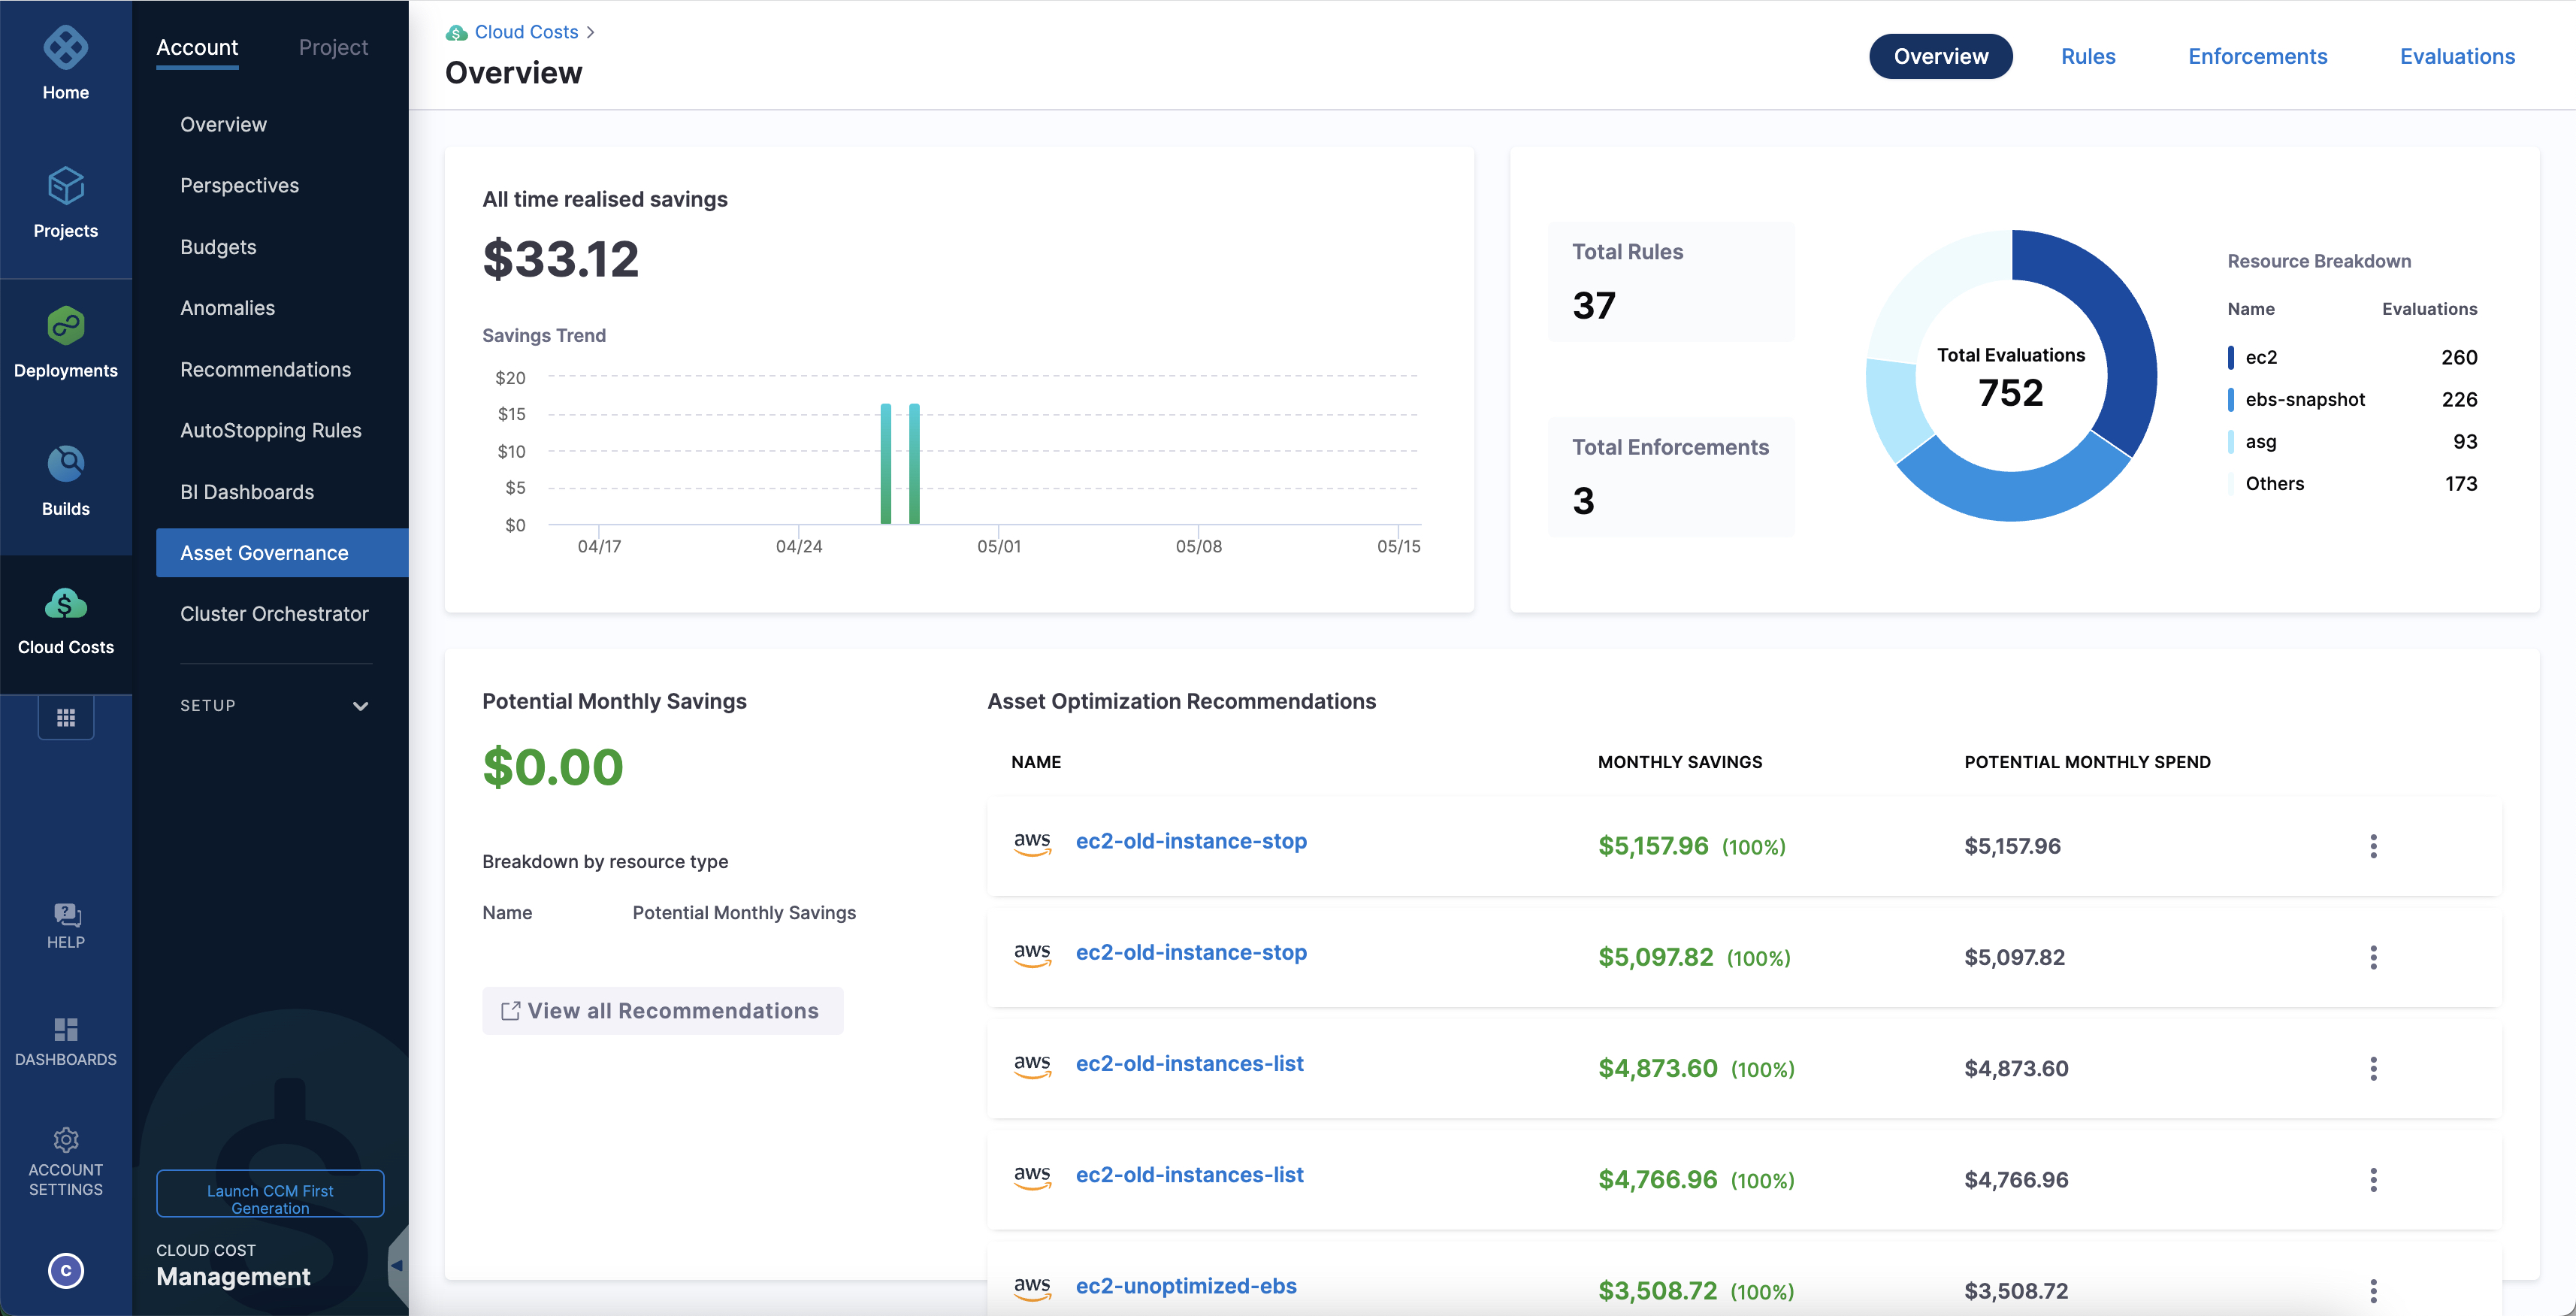 Home
Projects
Deployments
Builds
Cloud Costs
HELP
DASHBOARDS
ACCOUNT
SETTINGS
C
Account Project
Overview
Perspectives
Budgets
Anomalies
Recommendations
AutoStopping Rules
BI Dashboards
Asset Governance
Cluster Orchestrator
SETUP
Launch CCM First
Generation
CLOUD COST
Management
Cloud Costs >
Overview
Overview Rules Enforcements Evaluations
All time realised savings
$33.12
Savings Trend
$20
$15
$10
$5
$0
04/17 04/24 05/01 05/08 05/15
Total Rules
37
Total Enforcements
3
Total Evaluations
752
Resource Breakdown
Name Evaluations
ec2 260
ebs-snapshot 226
asg 93
Others 173
Potential Monthly Savings
$0.00
Breakdown by resource type
Name Potential Monthly Savings
View all Recommendations
Asset Optimization Recommendations
NAME MONTHLY SAVINGS POTENTIAL MONTHLY SPEND
aws ec2-old-instance-stop $5,157.96 (100%) $5,157.96
aws ec2-old-instance-stop $5,097.82 (100%) $5,097.82
aws ec2-old-instances-list $4,873.60 (100%) $4,873.60
aws ec2-old-instances-list $4,766.96 (100%) $4,766.96
aws ec2-unoptimized-ebs $3,508.72 (100%) $3,508.72